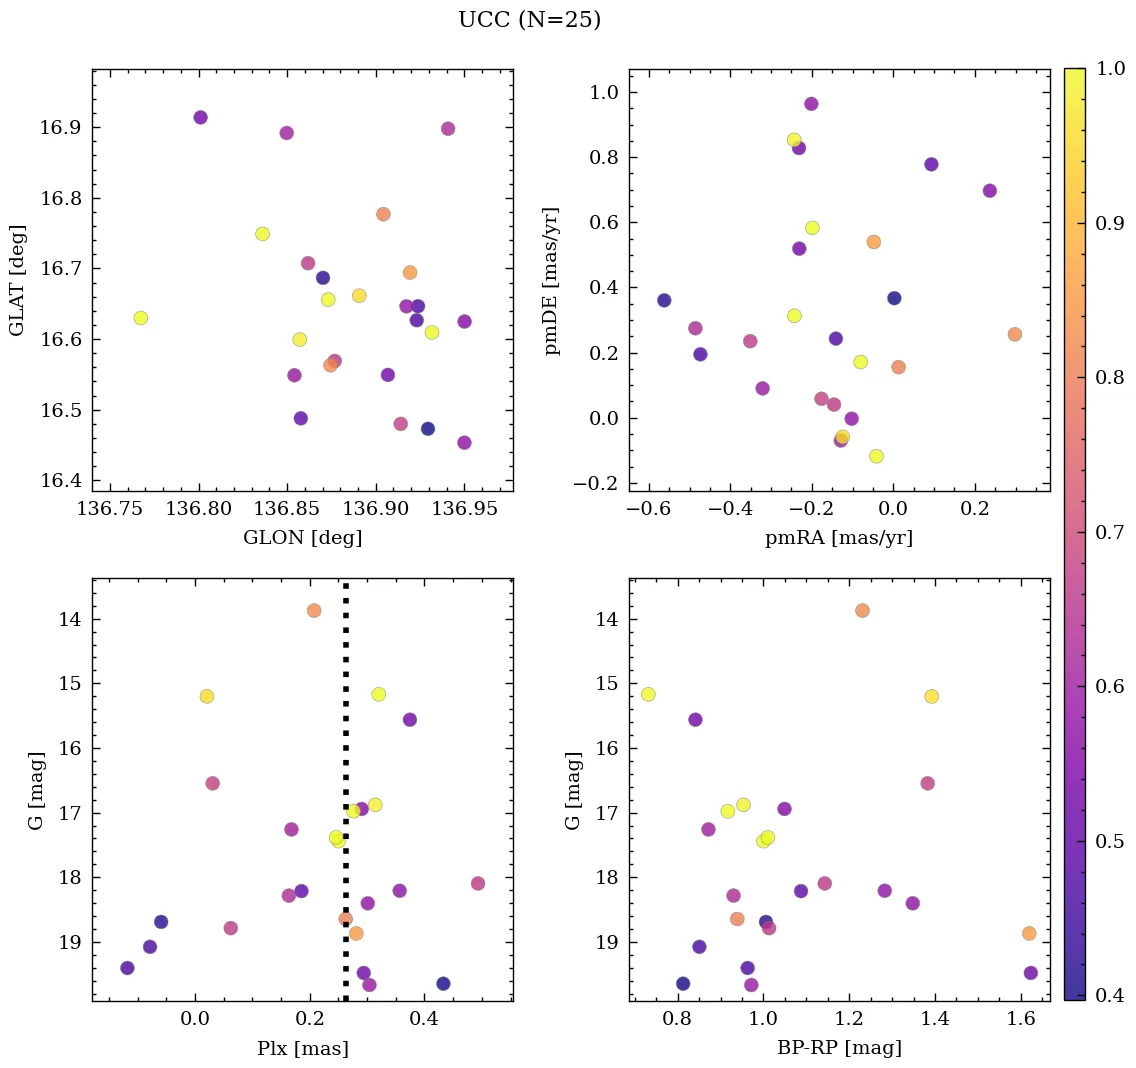 UCC (N=25)
16.9
16.8
16.7
16.6
16.5
16.4
GLAT [deg]
136.75 136.80 136.85 136.90 136.95
GLON [deg]
1.0
0.8
0.6
0.4
0.2
0.0
−0.2
pmDE [mas/yr]
−0.6 −0.4 −0.2 0.0 0.2
pmRA [mas/yr]
14
15
16
17
18
19
G [mag]
0.0 0.2 0.4
Plx [mas]
14
15
16
17
18
19
G [mag]
0.8 1.0 1.2 1.4 1.6
BP-RP [mag]
1.0
0.9
0.8
0.7
0.6
0.5
0.4